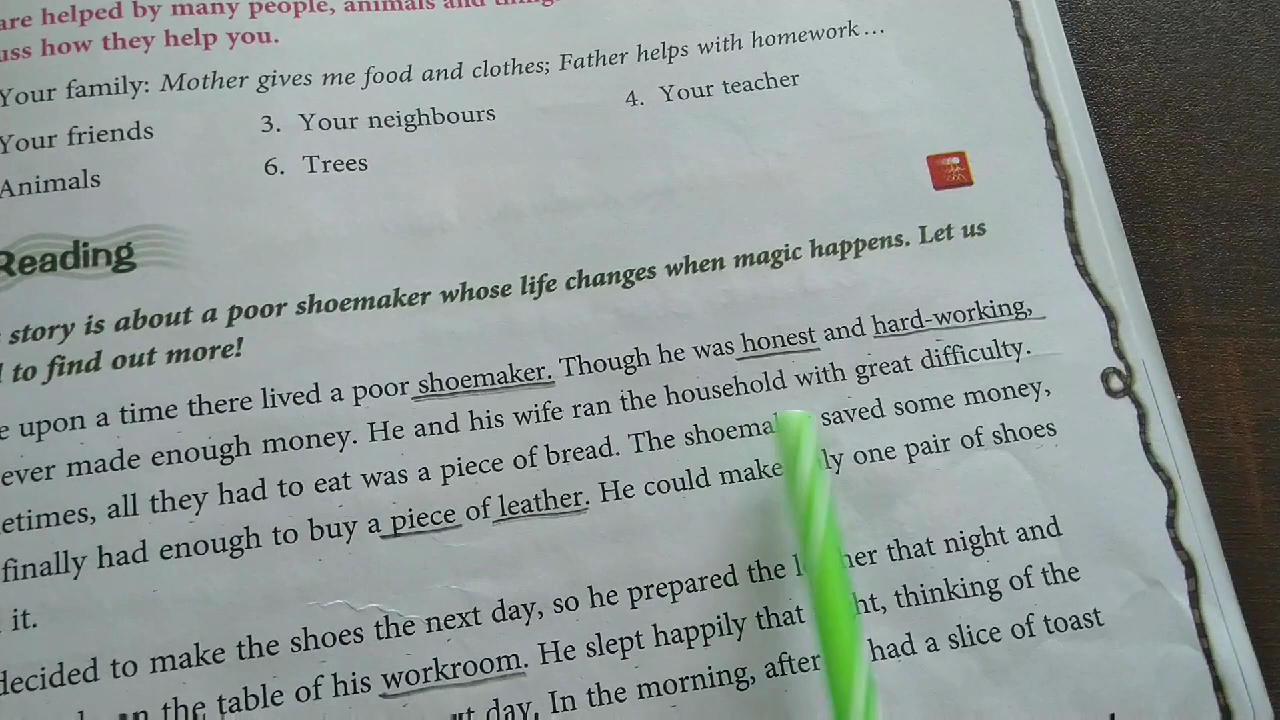 are helped by many people, animals and
uss how they help you.
Your family: Mother gives me food and clothes; Father helps with homework...
Your friends 3. Your neighbours 4. Your teacher
Animals 6. Trees
Reading
story is about a poor shoemaker whose life changes when magic happens. Let us
to find out more!
upon a time there lived a poor shoemaker. Though he was honest and hard-working,
ever made enough money. He and his wife ran the household with great difficulty.
etimes, all they had to eat was a piece of bread. The shoema saved some money,
finally had enough to buy a piece of leather. He could make ly one pair of shoes
it.
decided to make the shoes the next day, so he prepared the l her that night and
the table of his workroom. He slept happily that ht, thinking of the
day. In the morning, after had a slice of toast